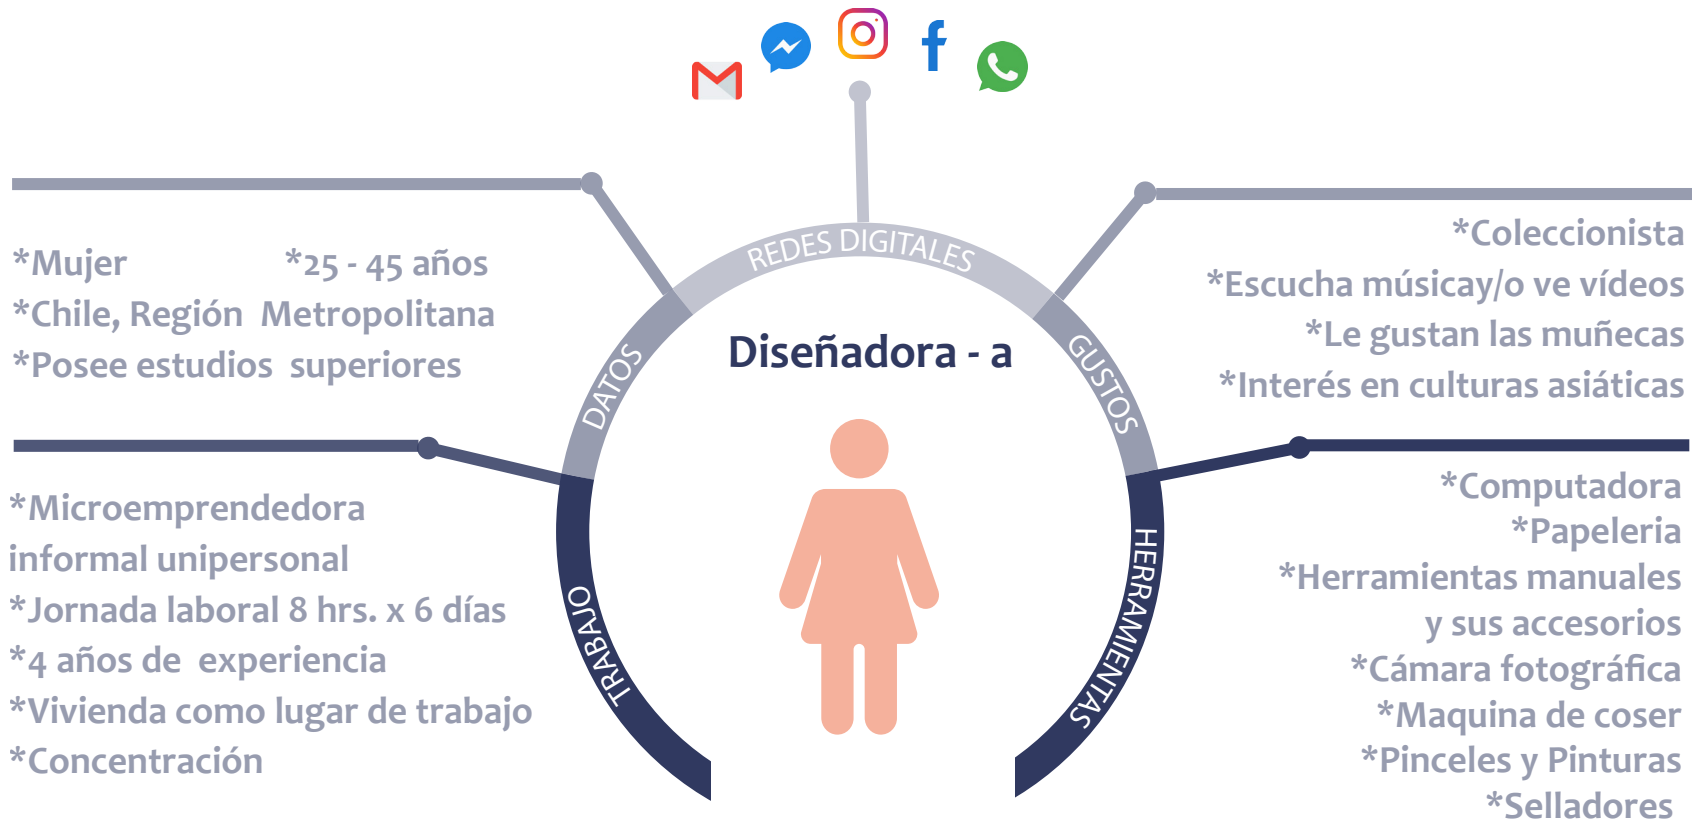 REDES DIGITALES
Diseñadora - a
DATOS
*Mujer *25 - 45 años
*Chile, Región Metropolitana
*Posee estudios superiores
TRABAJO
*Microemprendedora
informal unipersonal
*Jornada laboral 8 hrs. x 6 días
*4 años de experiencia
*Vivienda como lugar de trabajo
*Concentración
GUSTOS
*Coleccionista
*Escucha músicay/o ve vídeos
*Le gustan las muñecas
*Interés en culturas asiáticas
HERRAMIENTAS
*Computadora
*Papeleria
*Herramientas manuales
y sus accesorios
*Cámara fotográfica
*Maquina de coser
*Pinceles y Pinturas
*Selladores